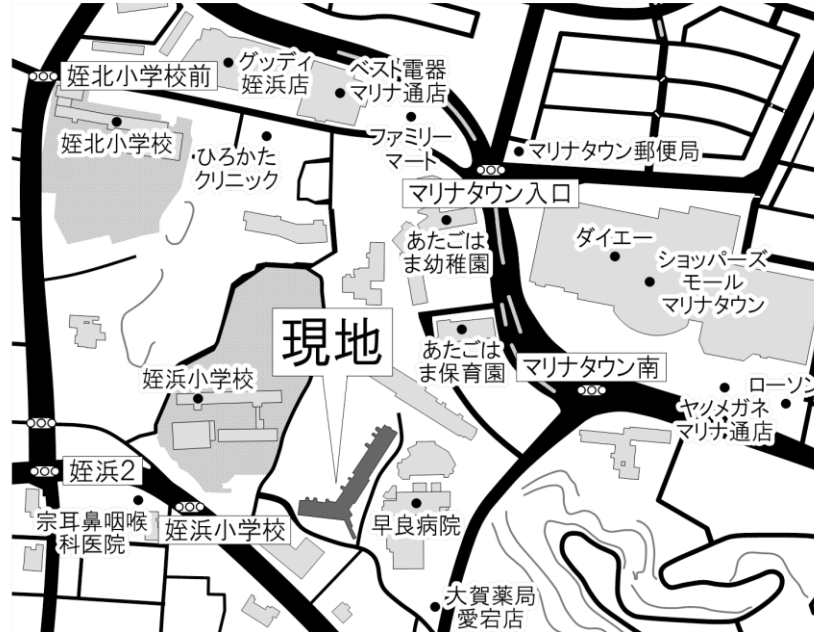 グッディ
姪浜店
ベスト電器
マリナ通店
姪北小学校前
姪北小学校
ひろかた
クリニック
ファミリー
マート
マリナタウン郵便局
マリナタウン入口
あたごは
ま幼稚園
ダイエー
ショッパーズ
モール
マリナタウン
現地
あたごは
ま保育園
マリナタウン南
姪浜小学校
ローソン
ヤノメガネ
マリナ通店
姪浜2
宗耳鼻咽喉
科医院
姪浜小学校
早良病院
大賀薬局
愛宕店